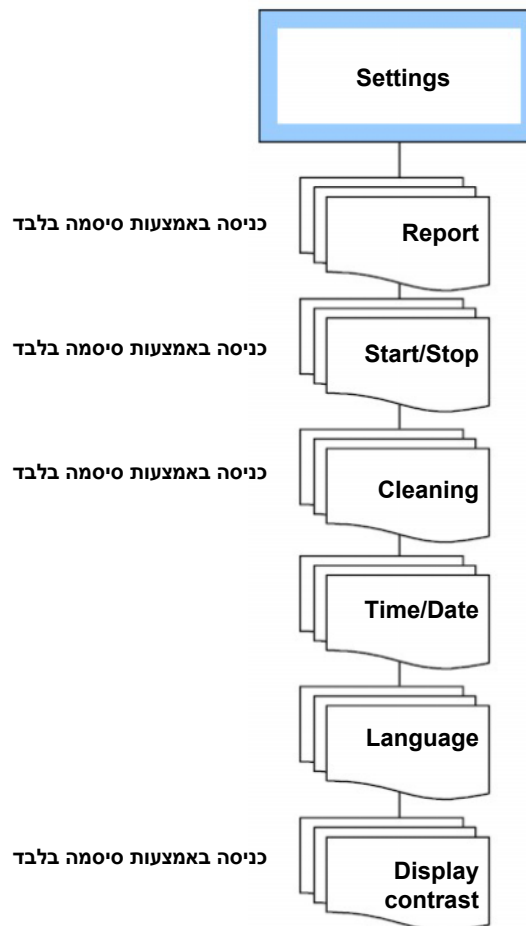 Settings
כניסה באמצעות סיסמה בלבד
Report
כניסה באמצעות סיסמה בלבד
Start/Stop
כניסה באמצעות סיסמה בלבד
Cleaning
Time/Date
Language
כניסה באמצעות סיסמה בלבד
Display
contrast